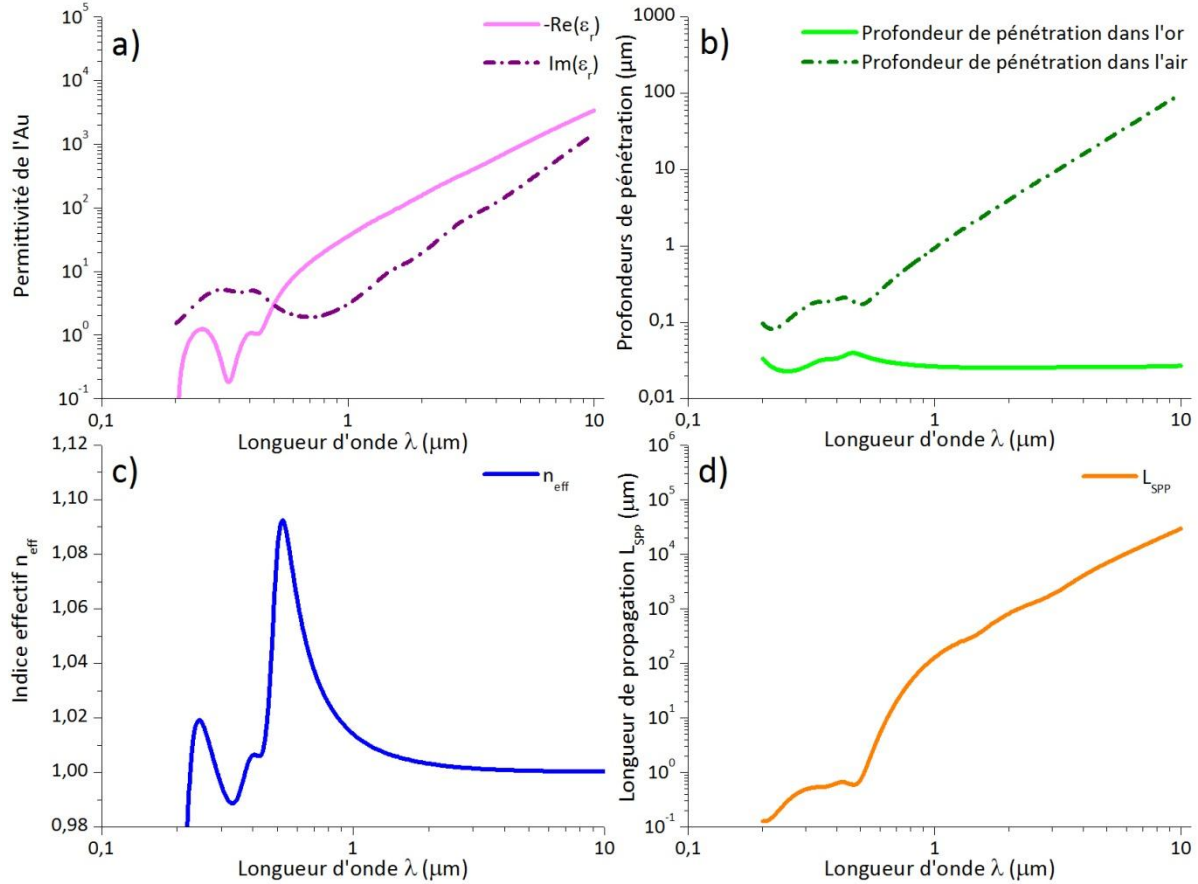 a)
-Re(εr)
Im(εr)
Permittivité de l'Au
10^5
10^4
10^3
10^2
10^1
10^0
10^-1
0,1
1
10
Longueur d'onde λ (μm)
b)
Profondeur de pénétration dans l'or
Profondeur de pénétration dans l'air
Profondeurs de pénétration (μm)
1000
100
10
1
0,1
0,01
0,1
1
10
Longueur d'onde λ (μm)
c)
neff
Indice effectif neff
1,12
1,10
1,08
1,06
1,04
1,02
1,00
0,98
0,1
1
10
Longueur d'onde λ (μm)
d)
LSPP
Longueur de propagation LSPP (μm)
10^6
10^5
10^4
10^3
10^2
10^1
10^0
10^-1
0,1
1
10
Longueur d'onde λ (μm)